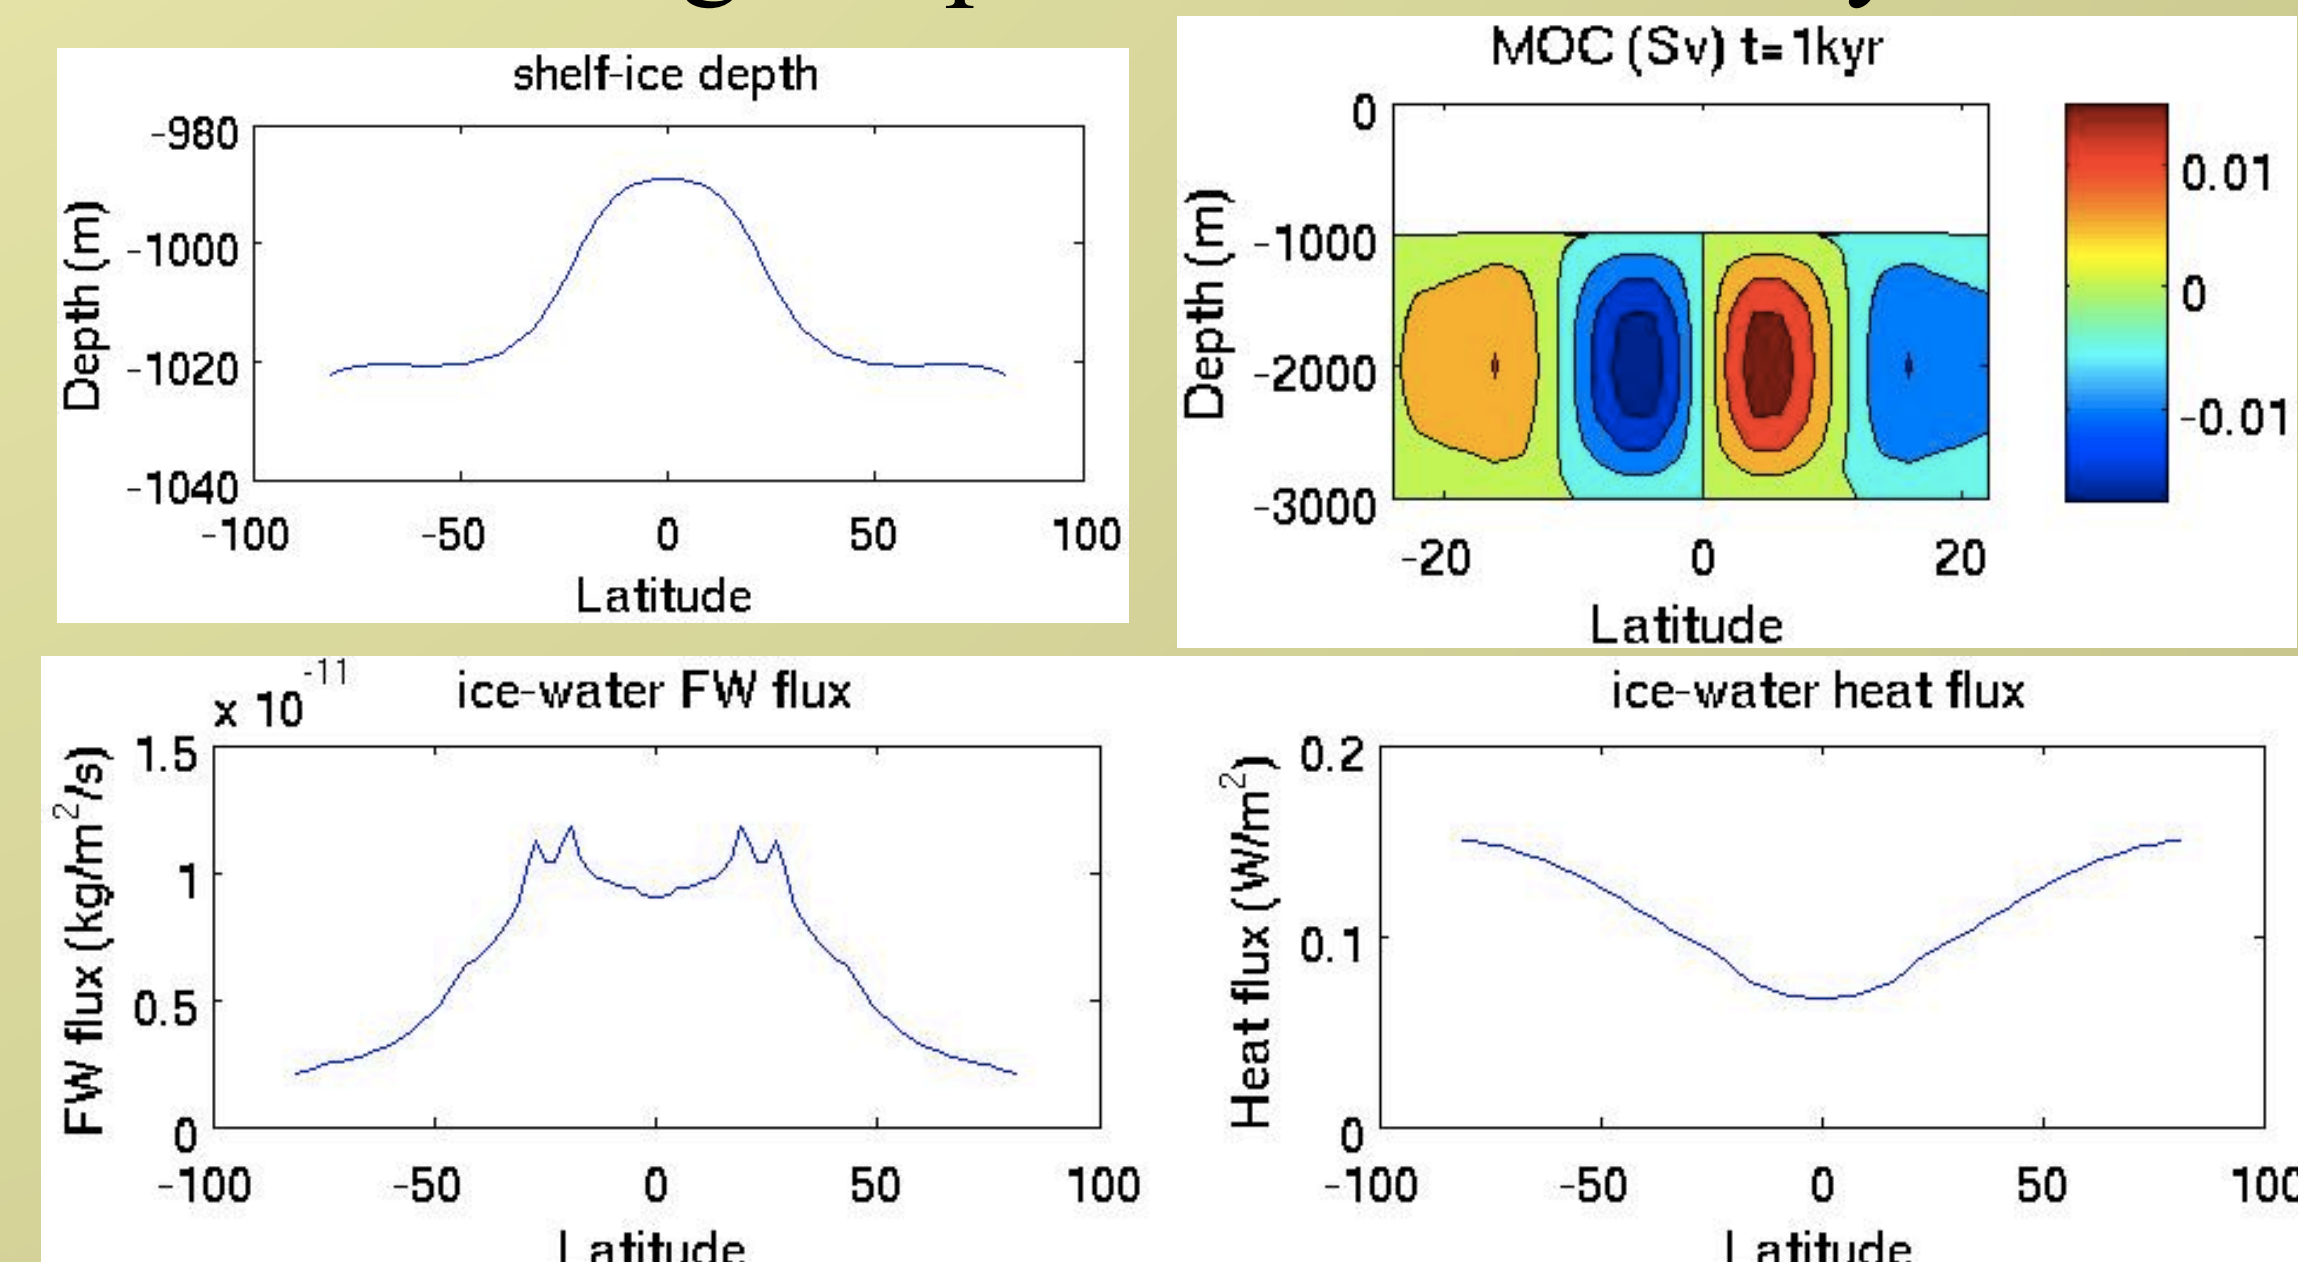 shelf-ice depth
-980
-1000
-1020
-1040
Depth (m)
-100 -50 0 50 100
Latitude
MOC (Sv) t= 1kyr
0
-1000
-2000
-3000
Depth (m)
-20 0 20
Latitude
0.01
0
-0.01
x 10-11
ice-water FW flux
1.5
1
0.5
0
FW flux (kg/m2/s)
-100 -50 0 50 100
Latitude
ice-water heat flux
0.2
0.1
0
Heat flux (W/m2)
-100 -50 0 50 100
Latitude